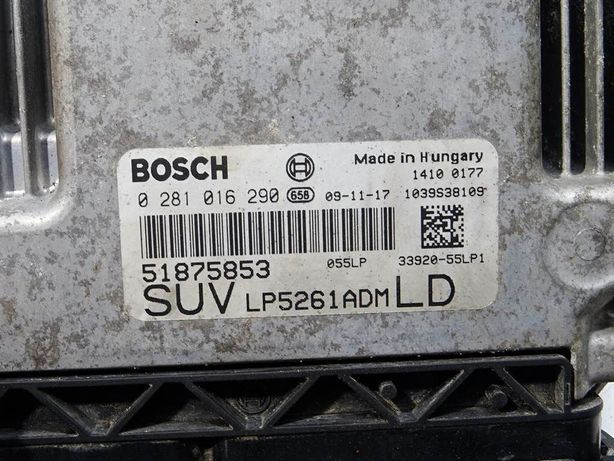 BOSCH
Made in Hungary
1410 0177
0 281 016 290 658 09-11-17 1039S38109
51875853 055LP 33920-55LP1
SUV LP5261ADM LD